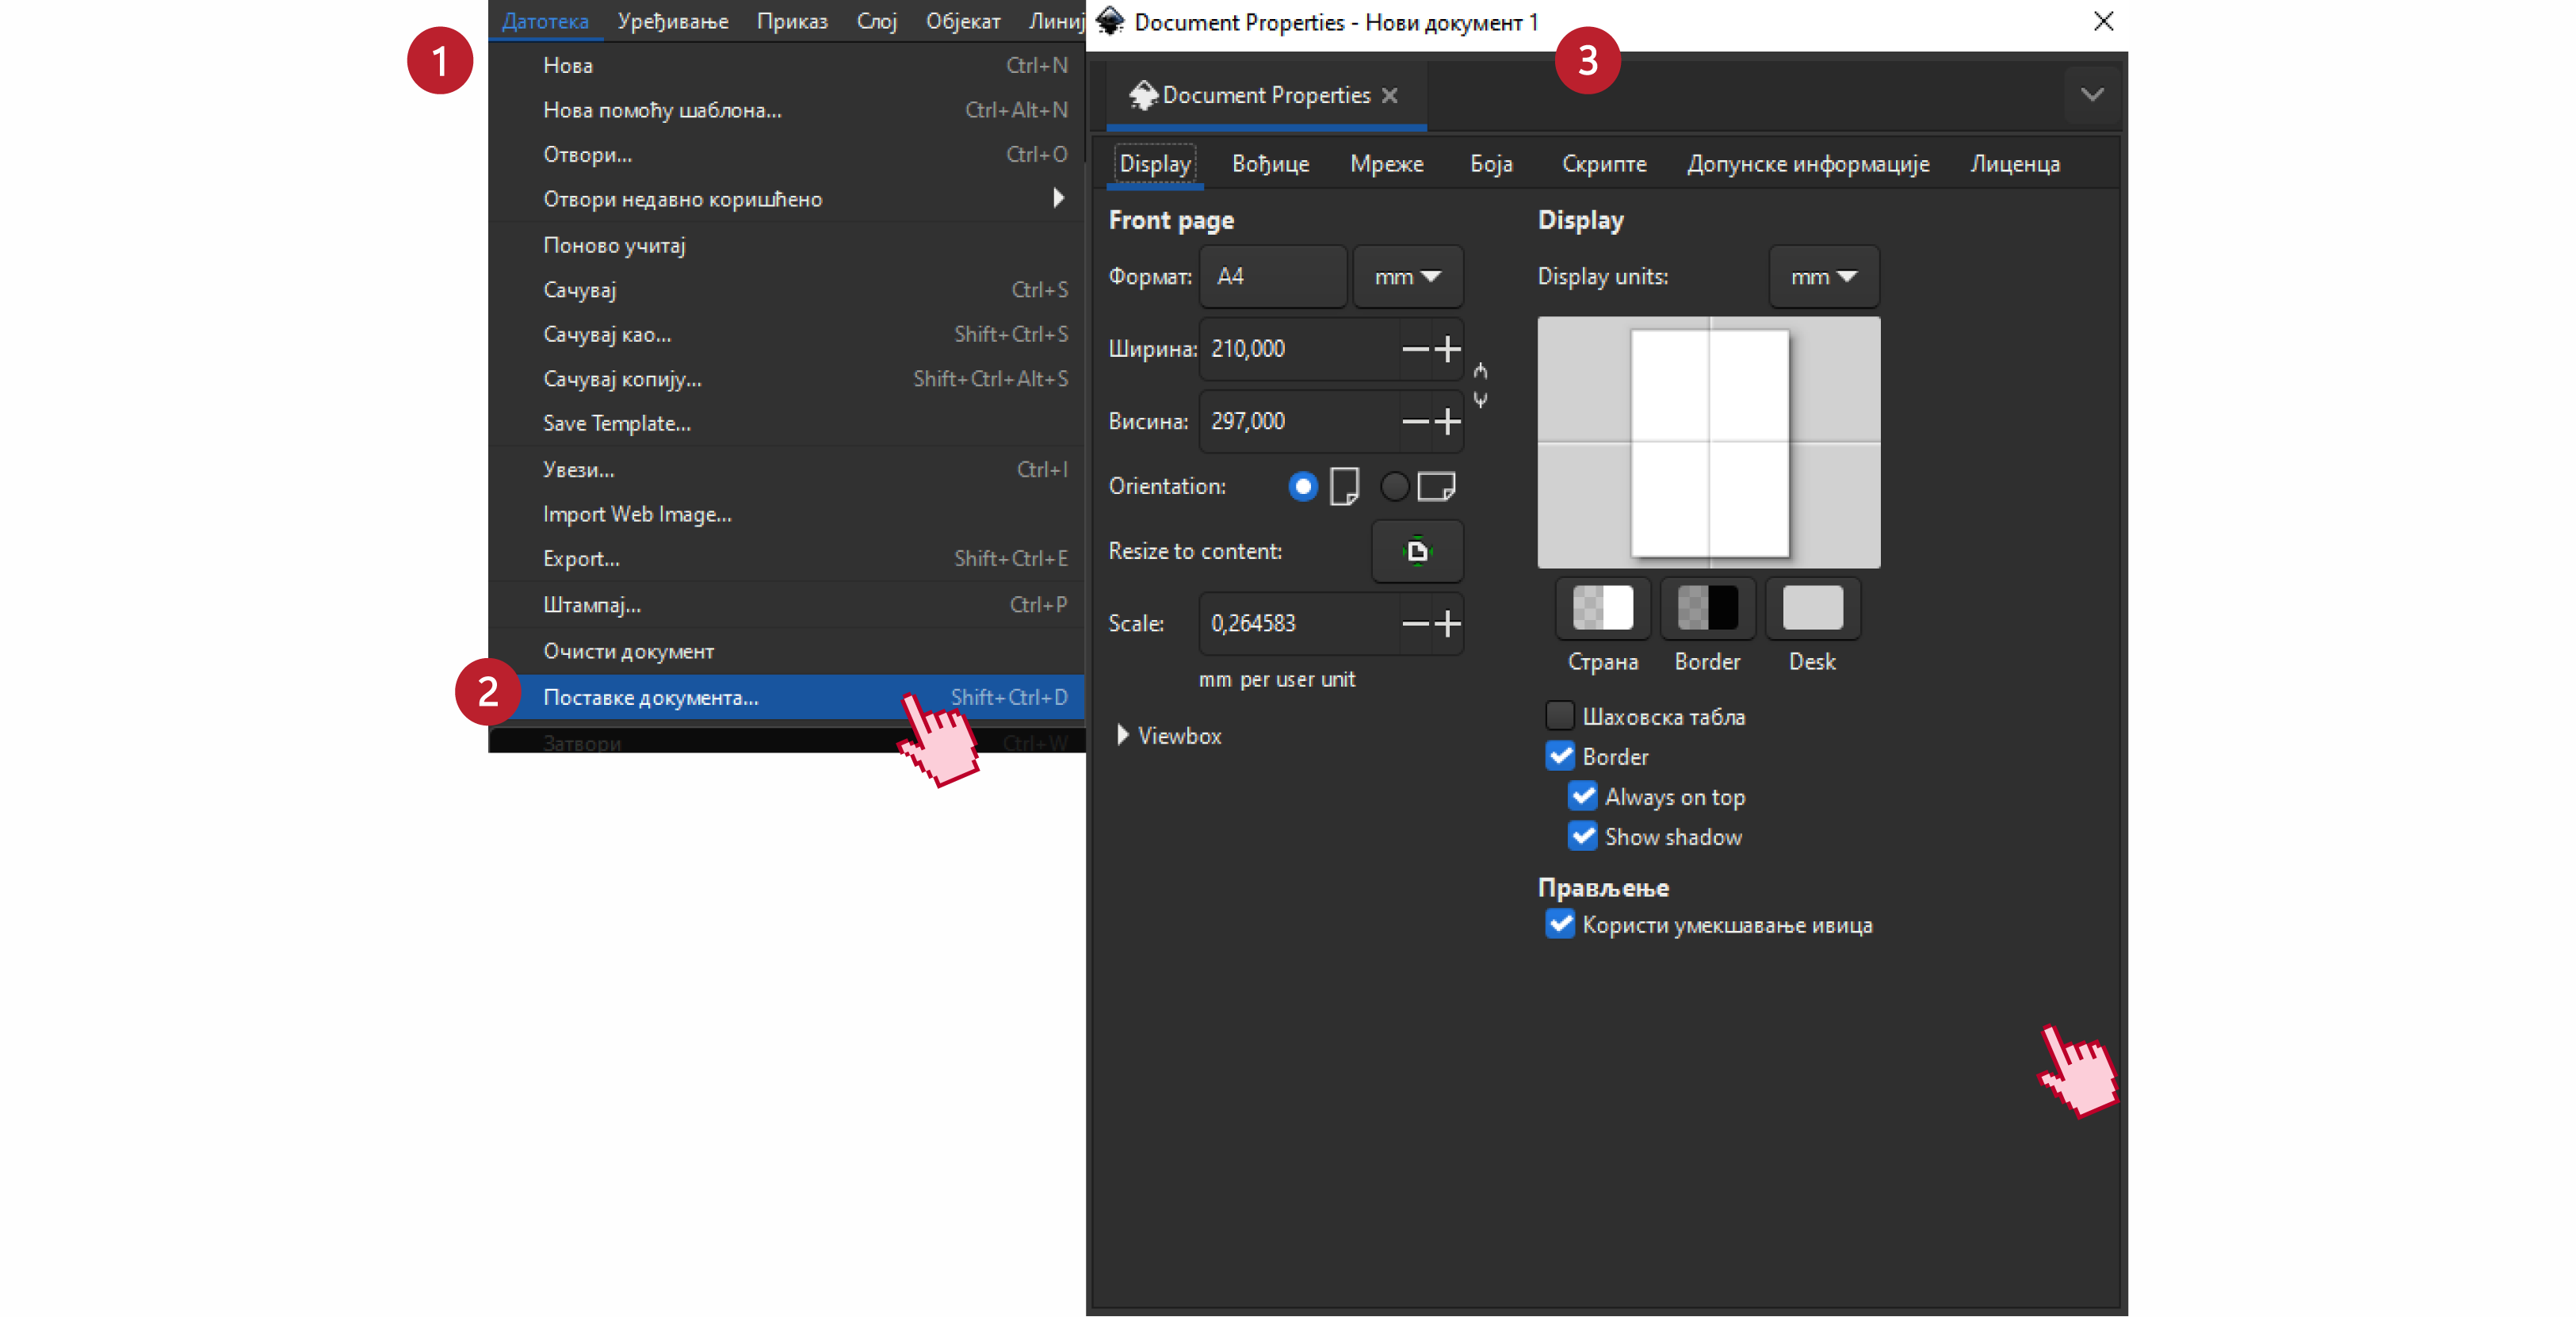 Датотека Уређивање Приказ Слој Објекат Линиј
1
Нова Ctrl+N
Нова помоћу шаблона... Ctrl+Alt+N
Отвори... Ctrl+O
Отвори недавно коришћено
Поново учитај
Сачувај Ctrl+S
Сачувај као... Shift+Ctrl+S
Сачувај копију... Shift+Ctrl+Alt+S
Save Template...
Увези... Ctrl+I
Import Web Image...
Export... Shift+Ctrl+E
Штампај... Ctrl+P
Очисти документ
2
Поставке документа... Shift+Ctrl+D
Затвори Ctrl+W
Document Properties - Нови документ 1
3
Document Properties
Display Вођице Мреже Боја Скрипте Допунске информације Лиценца
Front page
Формат: A4 mm
Ширина: 210,000
Висина: 297,000
Orientation:
Resize to content:
Scale: 0,264583
mm per user unit
Viewbox
Display
Display units: mm
Страна Border Desk
Шаховска табла
Border
Always on top
Show shadow
Прављење
Користи умекшавање ивица